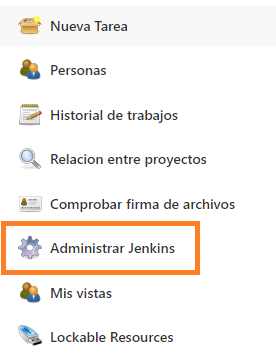 Nueva Tarea
Personas
Historial de trabajos
Relacion entre proyectos
Comprobar firma de archivos
Administrar Jenkins
Mis vistas
Lockable Resources